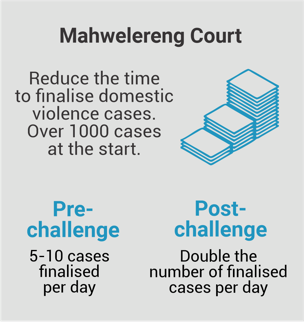 Mahwelereng Court
Reduce the time
to finalise domestic
violence cases.
Over 1000 cases
at the start.
Pre-
challenge
5-10 cases
finalised
per day
Post-
challenge
Double the
number of finalised
cases per day